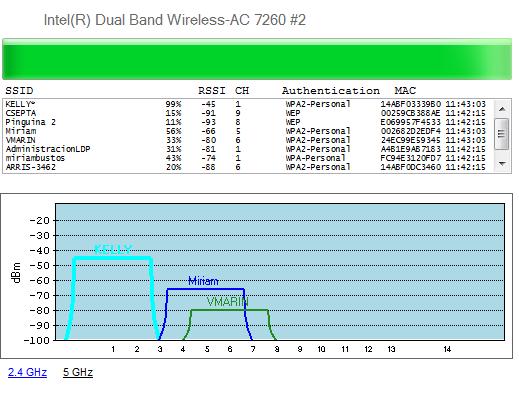 Intel(R) Dual Band Wireless-AC 7260 #2
SSID RSSI CH Authentication MAC
KELLY* 99% -45 1 WPA2-Personal 14ABF03339B0 11:43:03
CSEPTA 15% -91 9 WEP 00259CB388AE 11:42:15
Pinguina 2 11% -93 8 WEP E069957F4533 11:42:15
Miriam 56% -66 5 WPA2-Personal 002682D2EDF4 11:43:03
VMARIN 33% -80 6 WPA2-Personal 24EC99E59345 11:43:03
AdministracionLDP 31% -81 1 WPA2-Personal A4B1E9AB7183 11:42:15
miriambustos 43% -74 1 WPA-Personal FC94E3120FD7 11:42:15
ARRIS-3462 20% -88 6 WPA2-Personal 14ABF0DC3460 11:42:15
dBm
-20
-30
-40
-50
-60
-70
-80
-90
-100
KELLY
Miriam
VMARIN
1 2 3 4 5 6 7 8 9 10 11 12 13 14
2.4 GHz 5 GHz